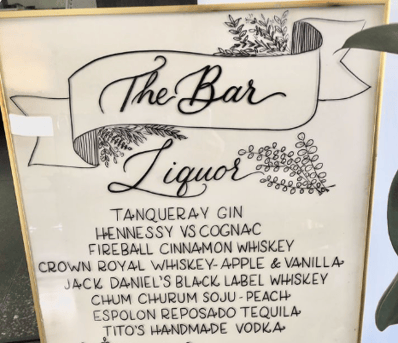 The Bar
Liquor
TANQUERAY GIN
HENNESSY VS COGNAC
FIREBALL CINNAMON WHISKEY
CROWN ROYAL WHISKEY-APPLE & VANILLA
JACK DANIEL'S BLACK LABEL WHISKEY
CHUM CHURUM SOJU-PEACH
ESPOLON REPOSADO TEQUILA
TITO'S HANDMADE VODKA